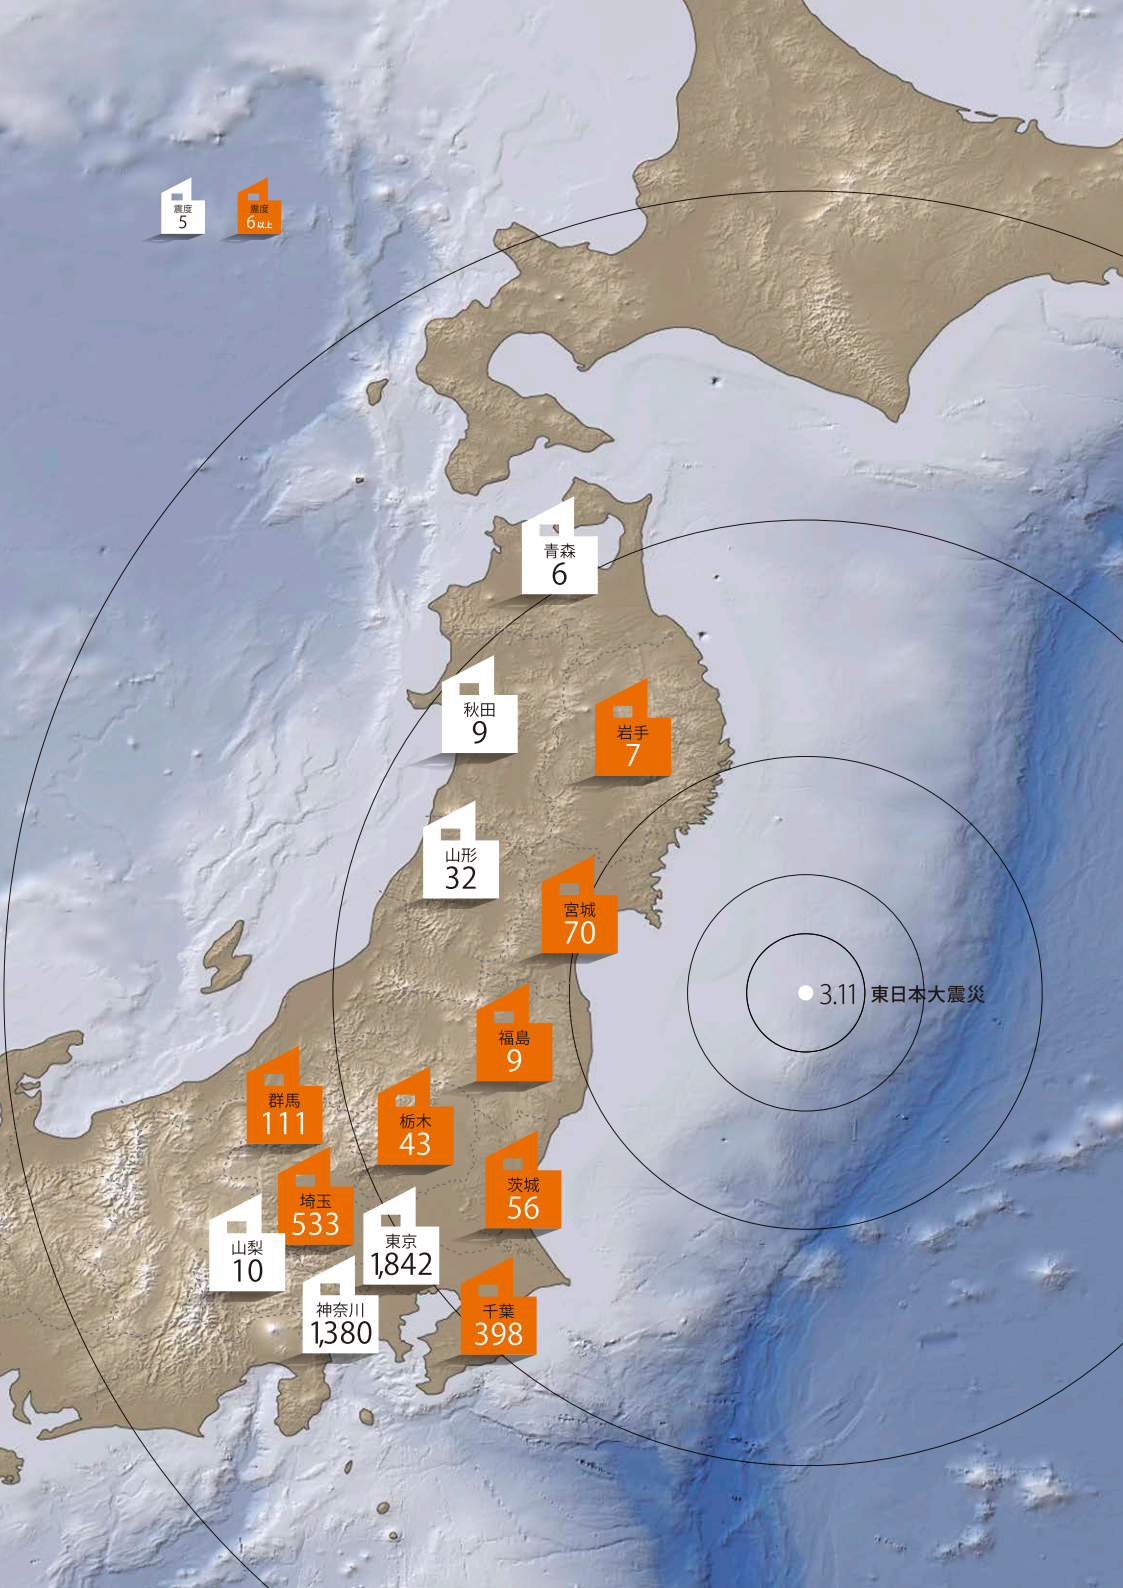 震度
5
震度
6以上
青森
6
秋田
9
岩手
7
山形
32
宮城
70
3.11 東日本大震災
福島
9
群馬
111
栃木
43
茨城
56
埼玉
533
山梨
10
東京
1,842
神奈川
1,380
千葉
398